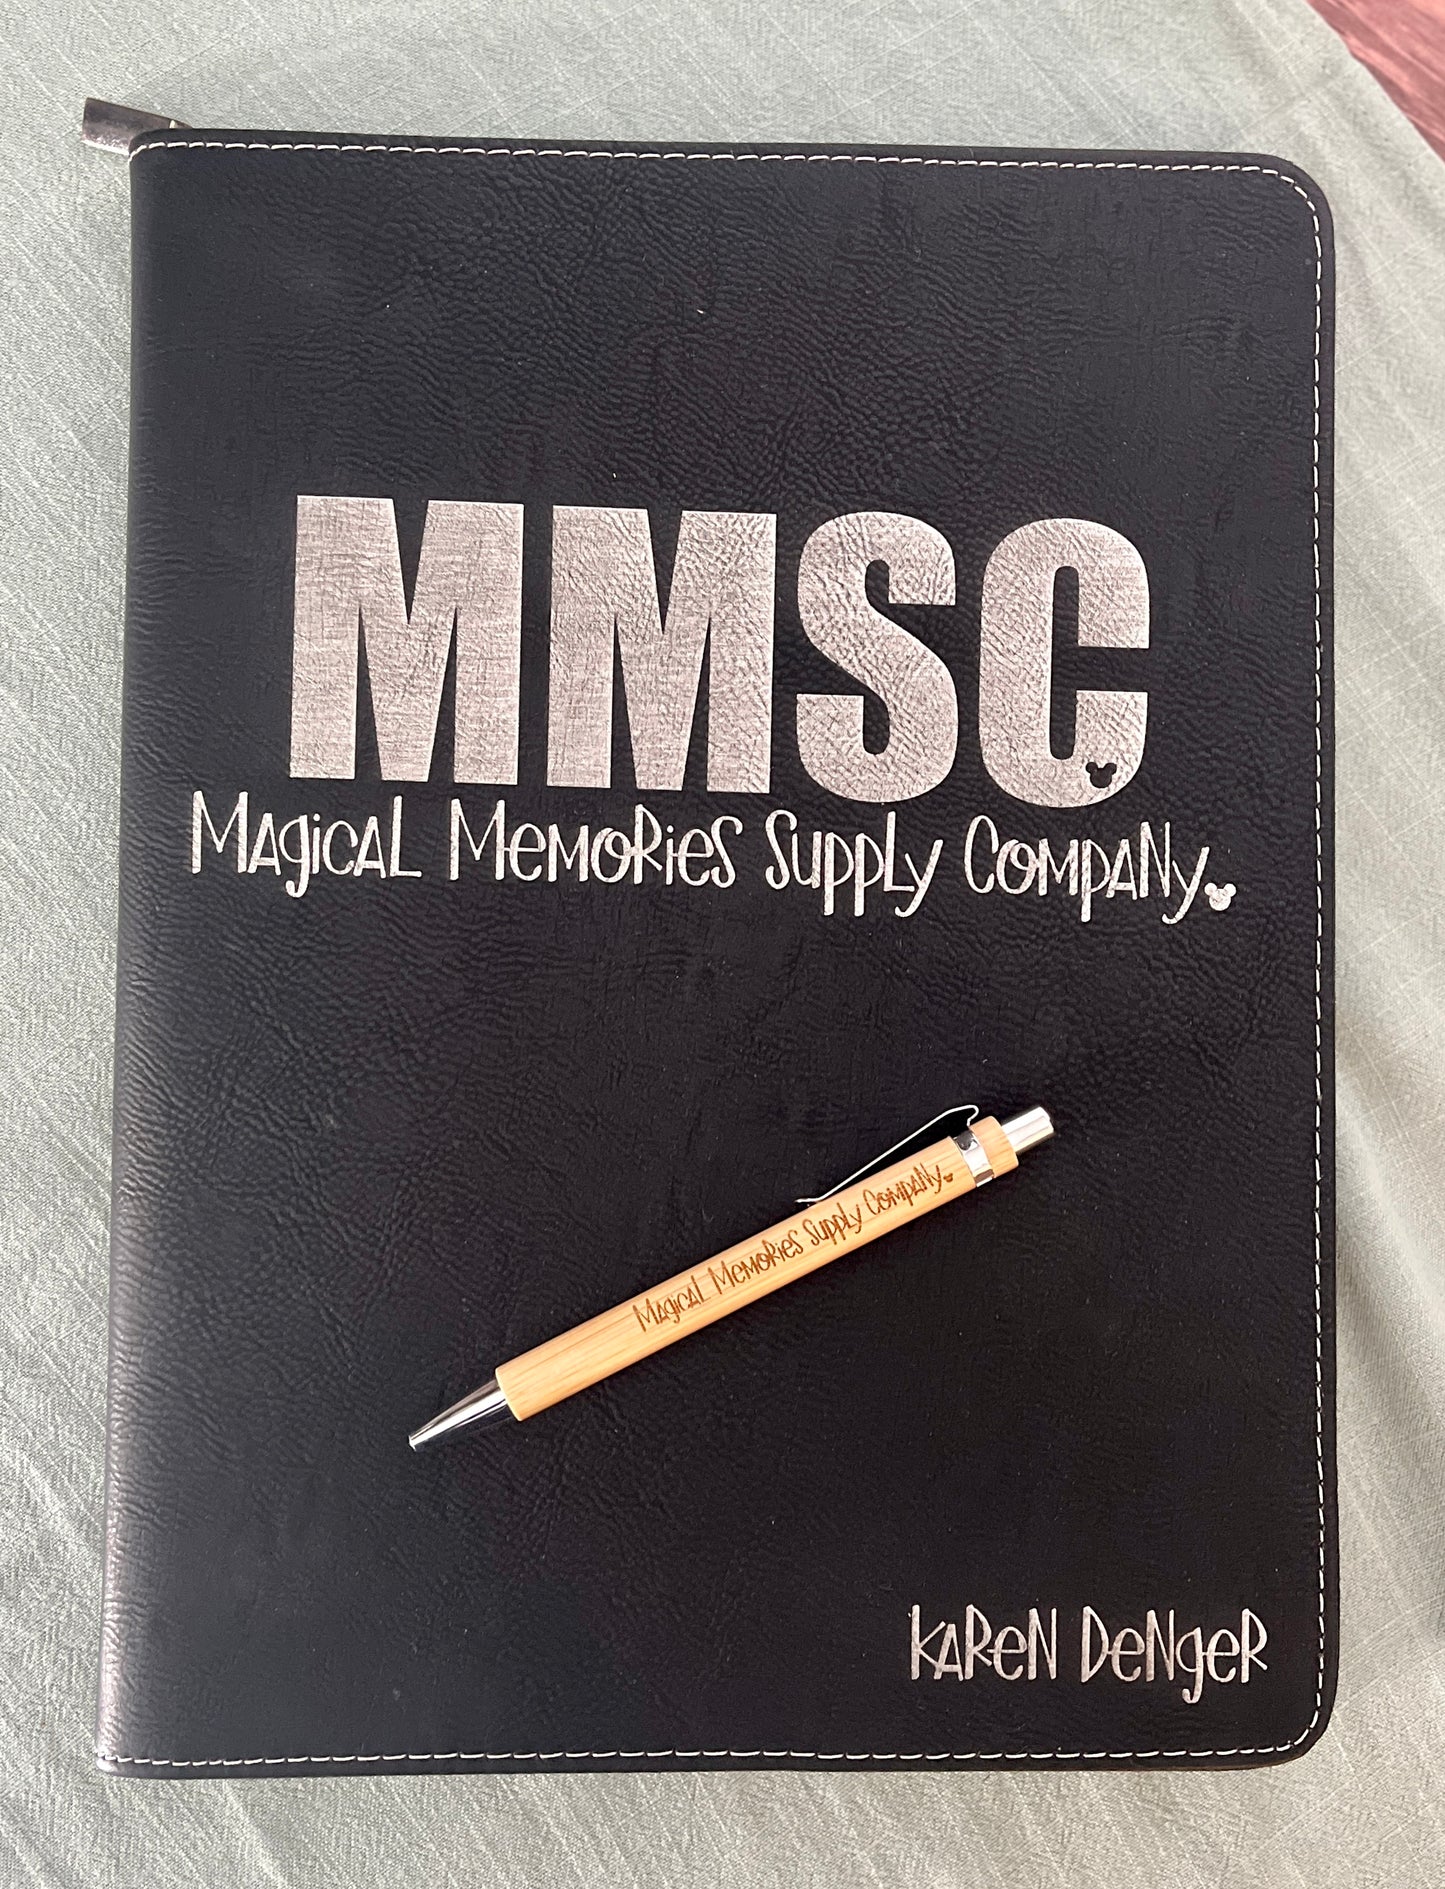 MMSC
Magical Memories Supply Company.
Magical Memories Supply Company.
Karen Denger